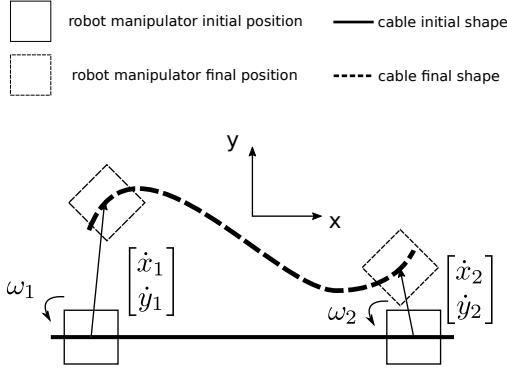 robot manipulator initial position
cable initial shape
robot manipulator final position
cable final shape
y
x
ẋ₁
ẏ₁
ω₁
ẋ₂
ẏ₂
ω₂